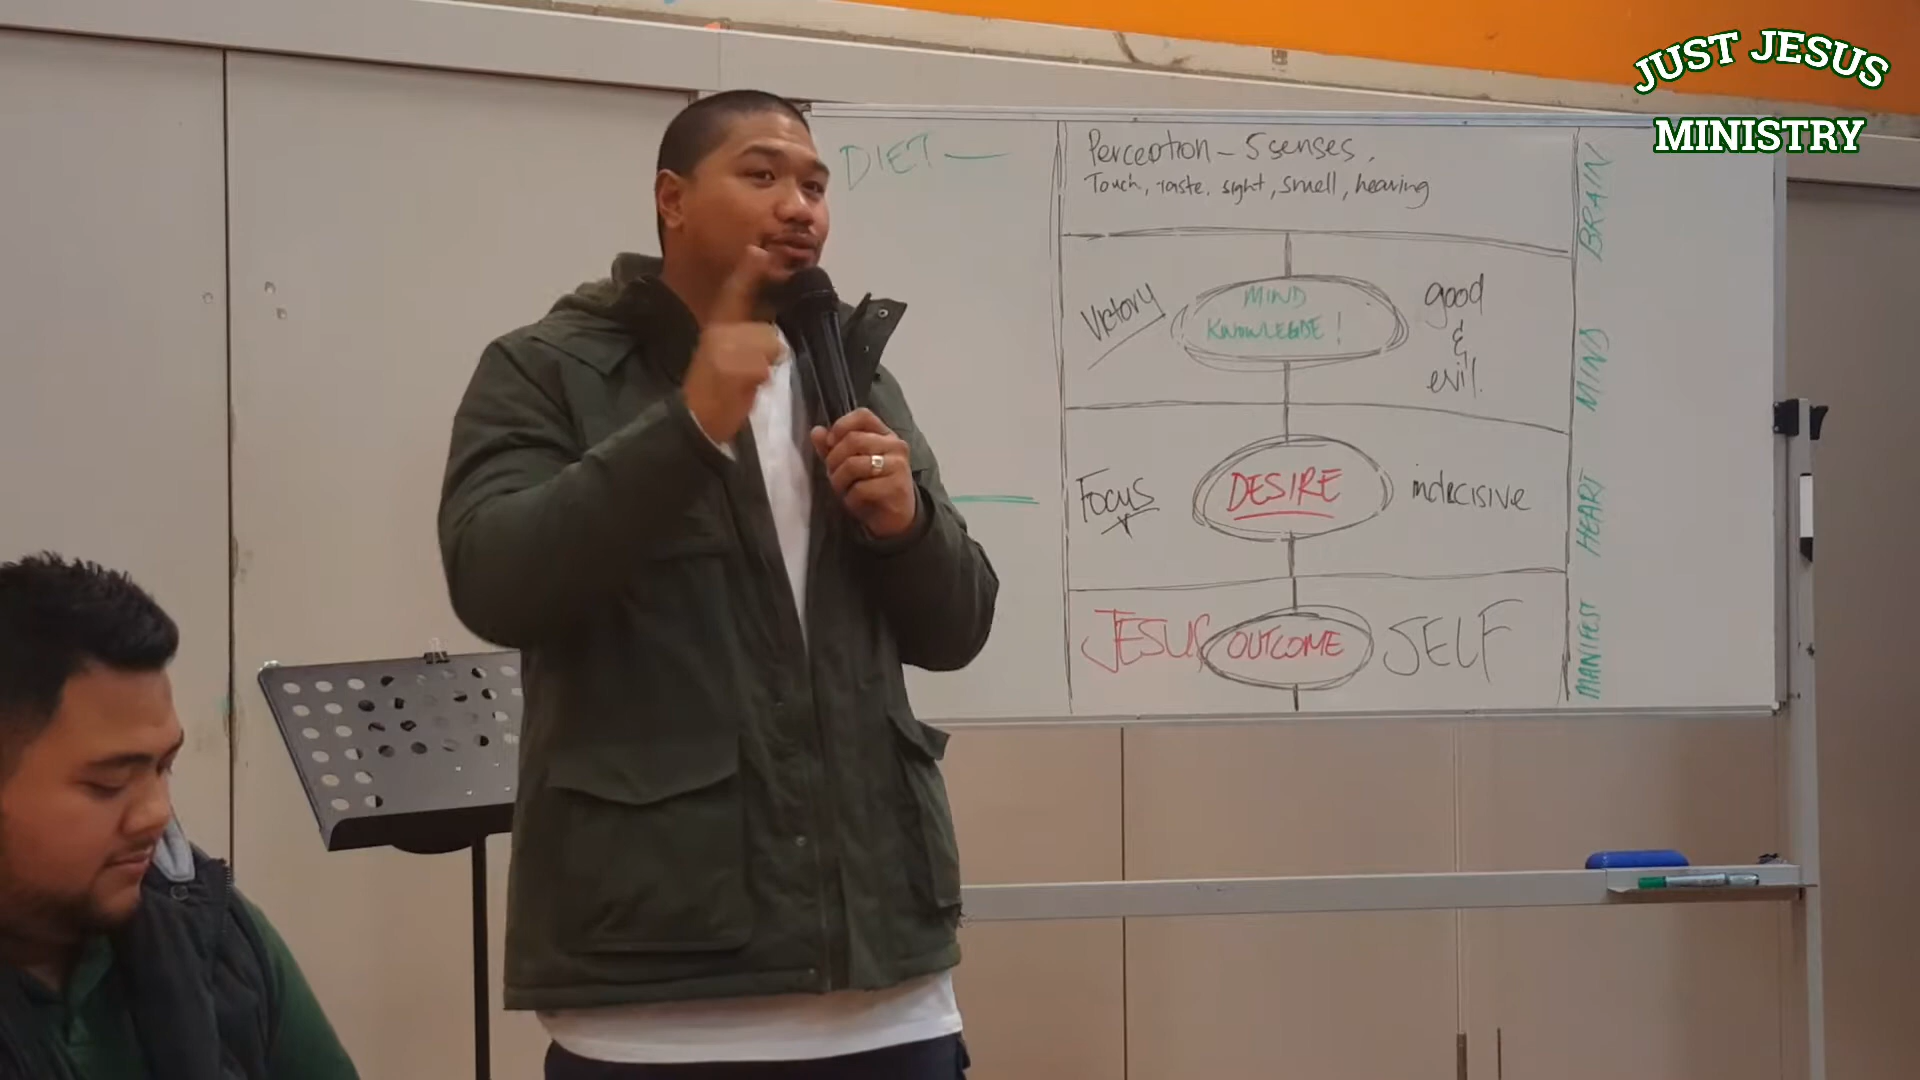 JUST JESUS
MINISTRY
DIET —
Perception – 5 senses.
Touch, taste, sight, smell, hearing
BRAIN
Victory
MIND
KNOWLEGDE!
good
&
evil.
MIND
Focus
DESIRE
indecisive
HEART
JESUS
OUTCOME
SELF
MANIFEST